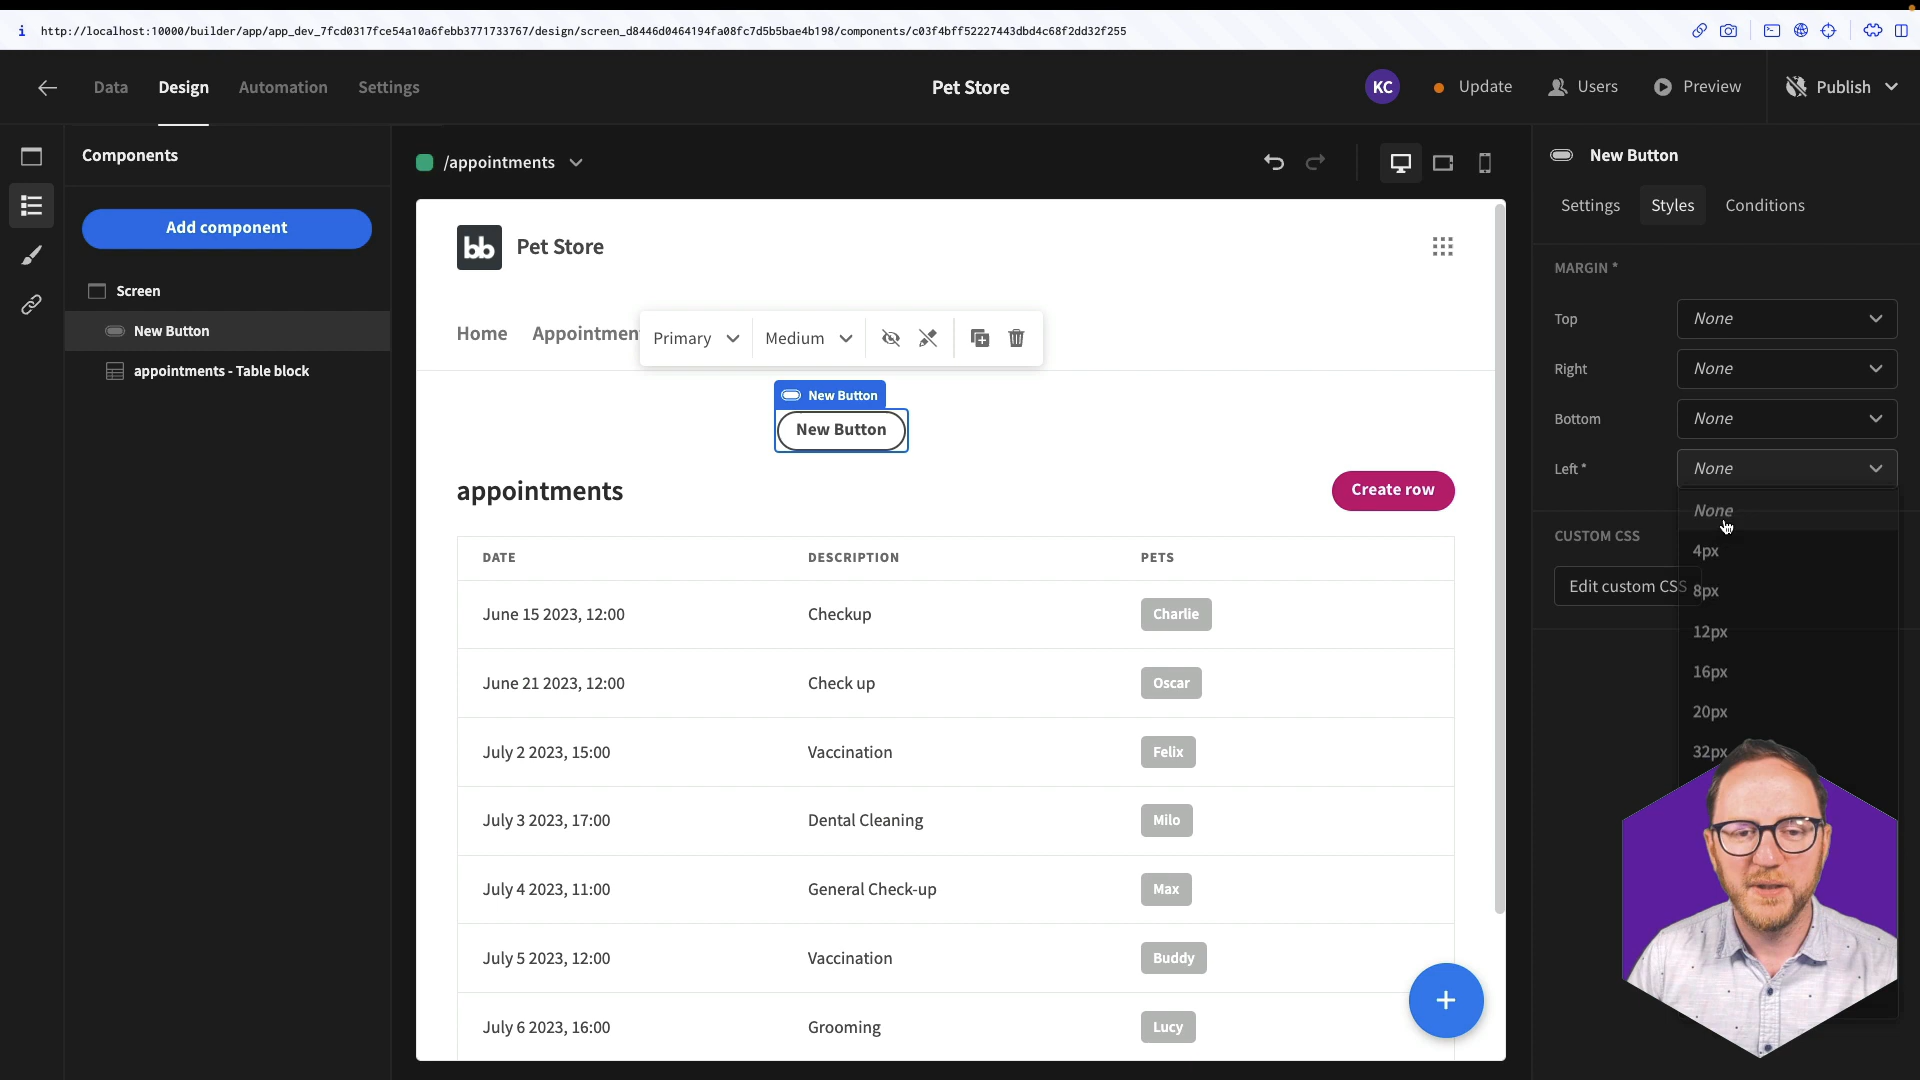 i http://localhost:10000/builder/app/app_dev_7fcd0317fce54a10a6febb3771733767/design/screen_d8446d0464194fa08fc7d5b5bae4b198/components/c03f4bff52227443dbd4c68f2dd32f255
Data Design Automation Settings Pet Store KC Update Users Preview Publish
Components
Add component
Screen
New Button
appointments - Table block
/appointments
bb Pet Store
Home Appointmen
Primary Medium
New Button
New Button
appointments Create row
DATE DESCRIPTION PETS
June 15 2023, 12:00 Checkup Charlie
June 21 2023, 12:00 Check up Oscar
July 2 2023, 15:00 Vaccination Felix
July 3 2023, 17:00 Dental Cleaning Milo
July 4 2023, 11:00 General Check-up Max
July 5 2023, 12:00 Vaccination Buddy
July 6 2023, 16:00 Grooming Lucy
New Button
Settings Styles Conditions
MARGIN *
Top None
Right None
Bottom None
Left * None
None
CUSTOM CSS
4px
Edit custom CSS
8px
12px
16px
20px
32px